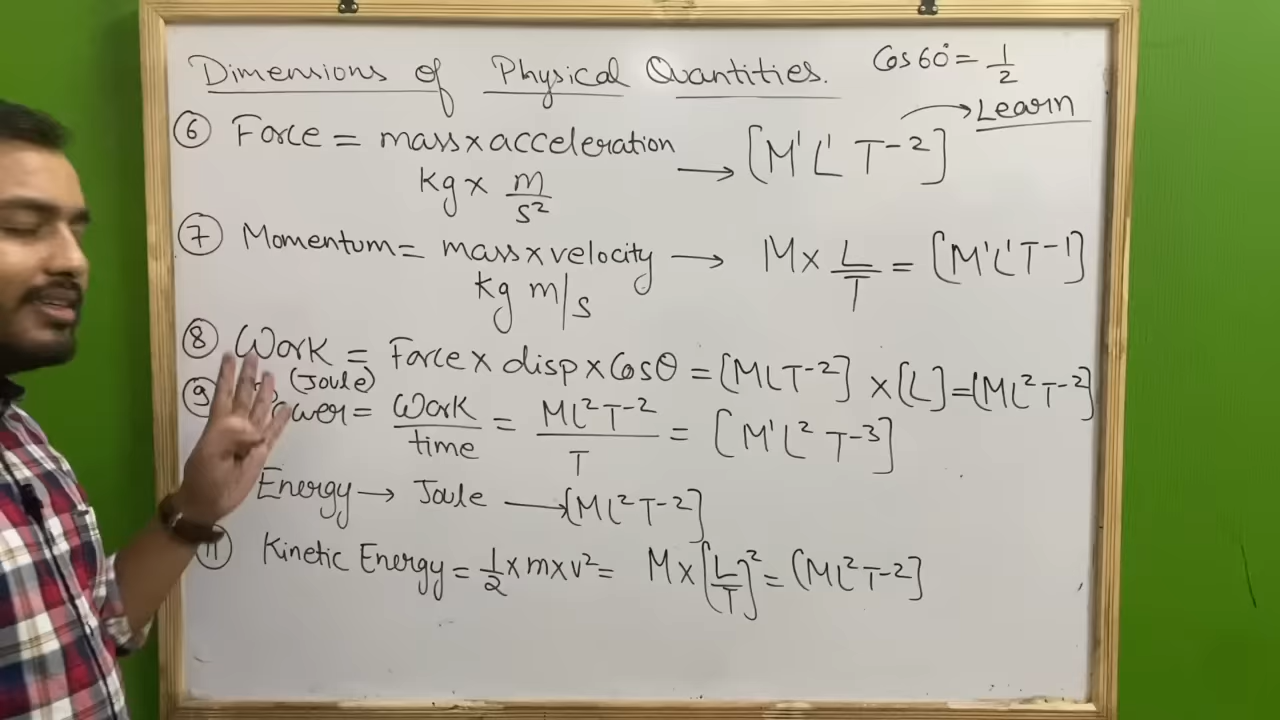 Dimensions of Physical Quantities. Cos60° = 1/2
⑥ Force = mass x acceleration → [M¹L¹T⁻²] → Learn
kg x m/s²
⑦ Momentum = mass x velocity → M x L/T = [M¹L¹T⁻¹]
kg m/s
⑧ Work = Force x disp x Cosθ = [MLT⁻²] x [L] = [ML²T⁻²]
(Joule)
⑨ = Work/time = ML²T⁻²/T = [M¹L²T⁻³]
Energy → Joule → [ML²T⁻²]
⑪ Kinetic Energy = 1/2 x m x v² = M x [L/T]² = [ML²T⁻²]